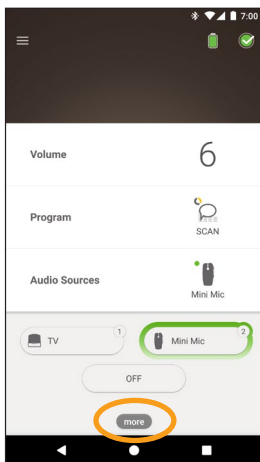 7:00
Volume 6
Program
SCAN
Audio Sources
Mini Mic
TV 1 Mini Mic 2
OFF
more